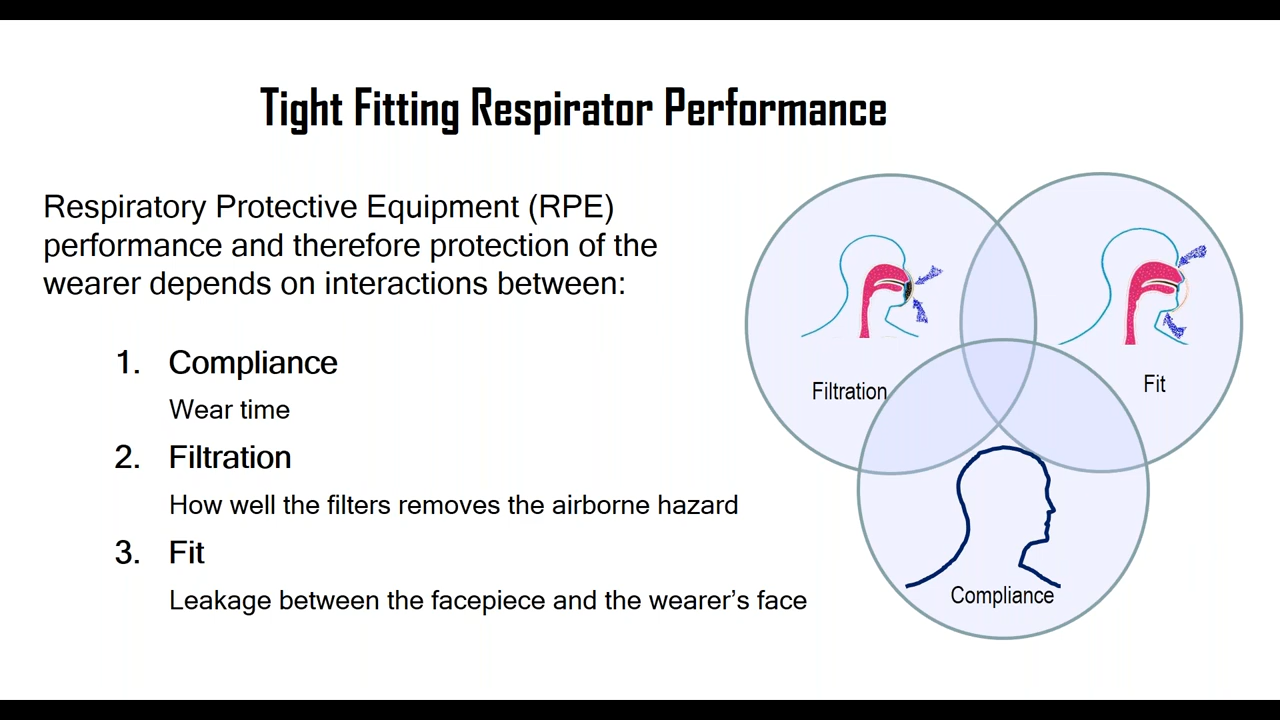 Tight Fitting Respirator Performance
Respiratory Protective Equipment (RPE)
performance and therefore protection of the
wearer depends on interactions between:
1. Compliance
Wear time
2. Filtration
How well the filters removes the airborne hazard
3. Fit
Leakage between the facepiece and the wearer's face
Filtration
Fit
Compliance